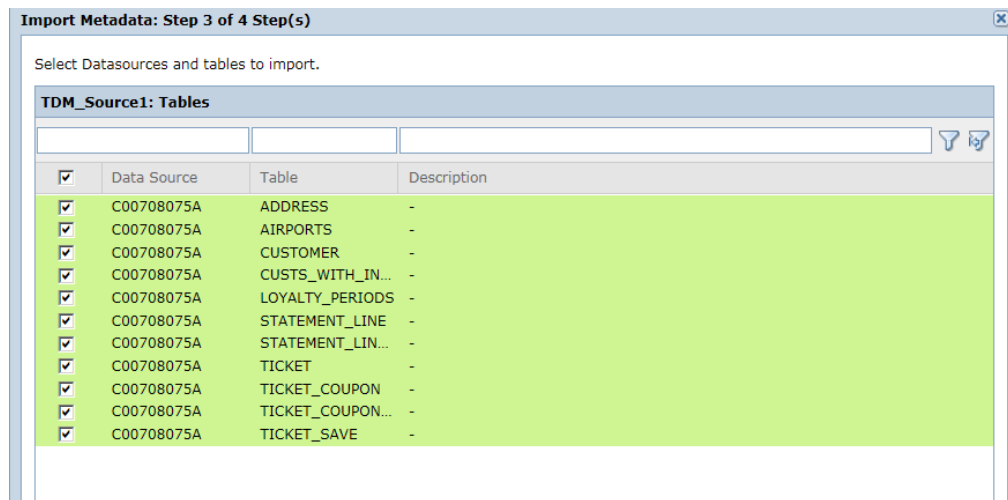 Import Metadata: Step 3 of 4 Step(s)
Select Datasources and tables to import.
TDM_Source1: Tables
Data Source Table Description
C00708075A ADDRESS -
C00708075A AIRPORTS -
C00708075A CUSTOMER -
C00708075A CUSTS_WITH_IN... -
C00708075A LOYALTY_PERIODS -
C00708075A STATEMENT_LINE -
C00708075A STATEMENT_LIN... -
C00708075A TICKET -
C00708075A TICKET_COUPON -
C00708075A TICKET_COUPON... -
C00708075A TICKET_SAVE -